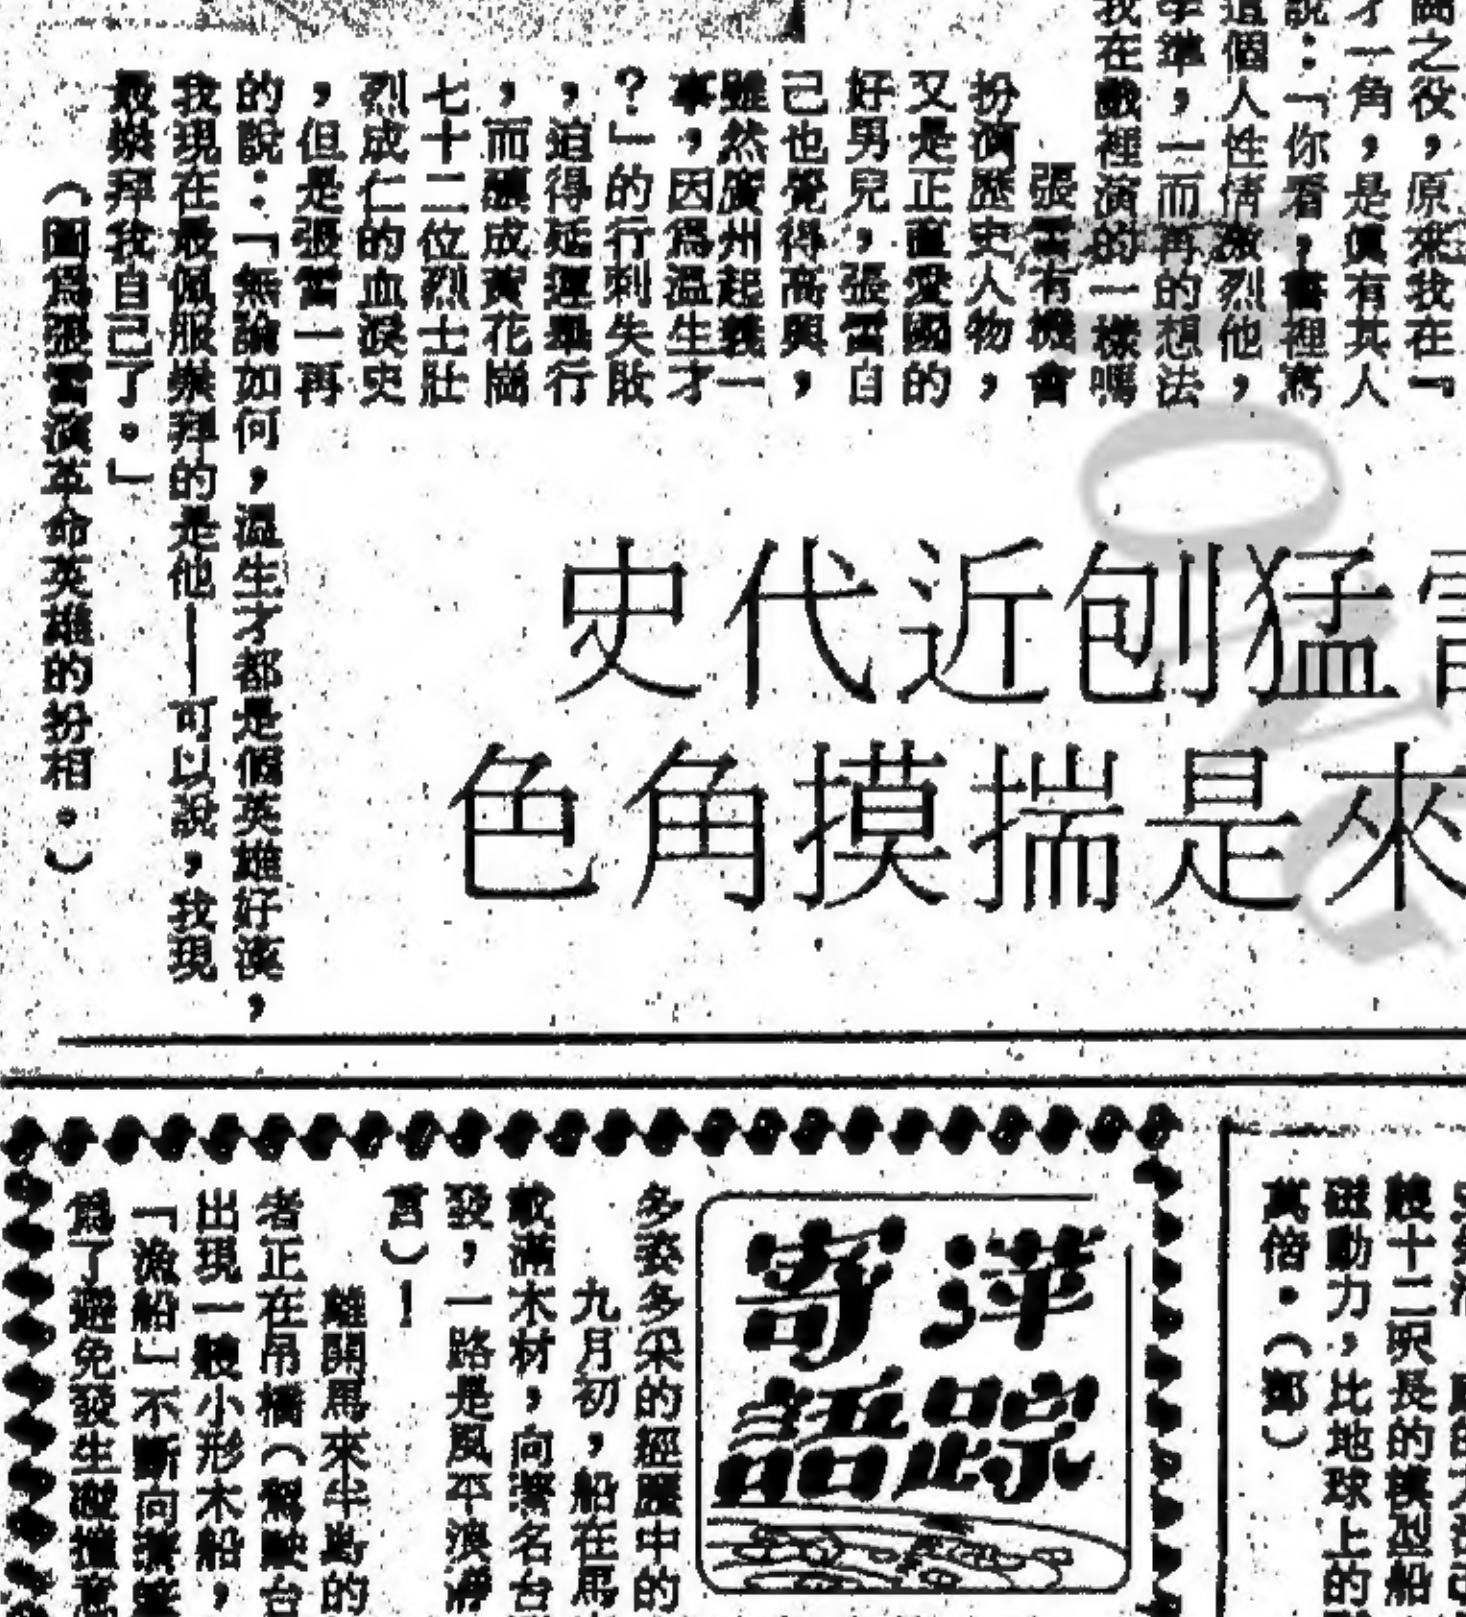 岡之役，原來我在『
才一角，是眞有其人
說：「你看，書裡寫
這個人性情激烈他，
準，一而再的想法
我在戲裡演的一樣嗎
張雷有機會
扮演歷史人物，
又是正直愛國的
好男兒，張雷自
己也覺得高興，
雖然廣州起義一
事，因爲溫生才
？」的行刺失敗
，迫得延遲舉行
，而釀成黃花崗
七十二位烈士壯
烈成仁的血淚史
，但是張雷一再
的說：「無論如何，溫生才都是個英雄好漢，
我現在最佩服崇拜的是他——可以說，我現
最崇拜我自己了。」
（圖爲張雷演革命英雄的扮相。）
猛刨近代史
來是揣摸角色
艘十二呎長的模型船
磁動力，比地球上的
萬倍。（鄭）
萍踪
寄語
多姿多采的經歷中的
九月初，船在馬
載滿木材，向 名台
發，一路是風平浪靜
言）！
離開馬來半島的
者正在吊橋（駕駛台
出現一艘小形木船，
「漁船」不斷向
爲了避免發生碰撞意